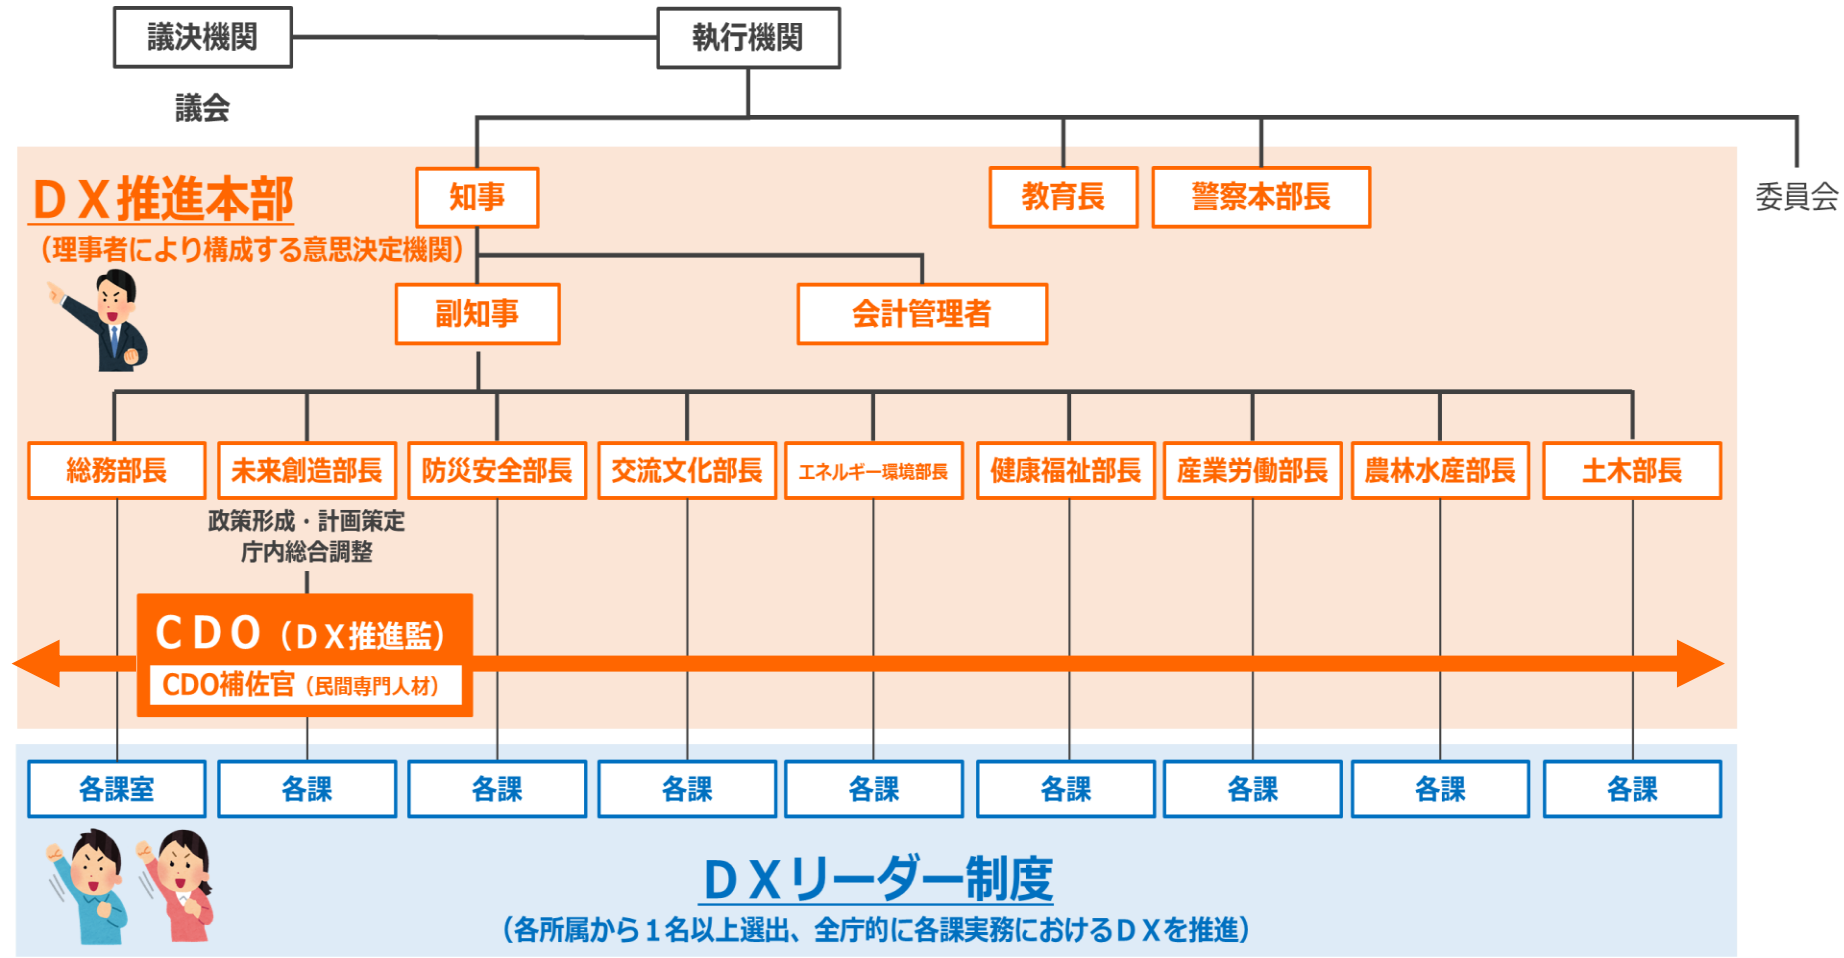 議決機関
執行機関
議会
ＤＸ推進本部
（理事者により構成する意思決定機関）
知事
教育長
警察本部長
委員会
副知事
会計管理者
総務部長
未来創造部長
防災安全部長
交流文化部長
エネルギー環境部長
健康福祉部長
産業労働部長
農林水産部長
土木部長
政策形成・計画策定
庁内総合調整
ＣＤＯ（ＤＸ推進監）
CDO補佐官（民間専門人材）
各課室
各課
各課
各課
各課
各課
各課
各課
各課
ＤＸリーダー制度
（各所属から１名以上選出、全庁的に各課実務におけるＤＸを推進）